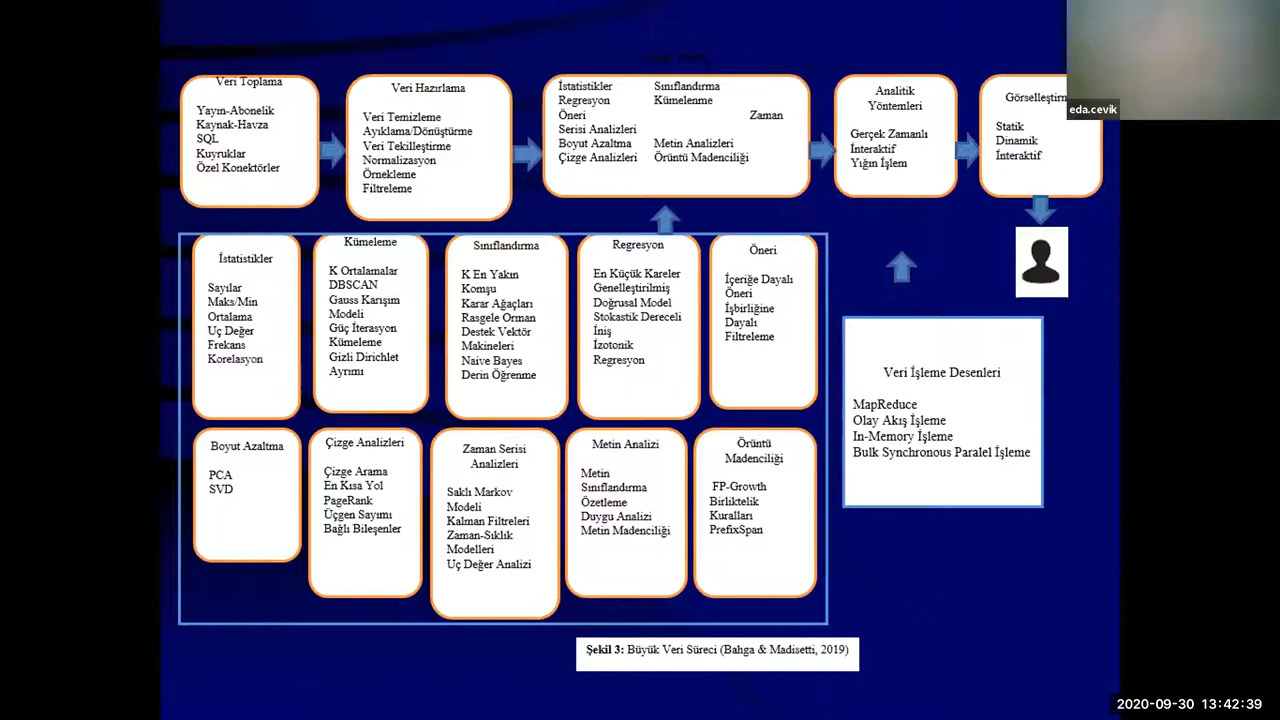 Veri Toplama
Yayın-Abonelik
Kaynak-Havza
SQL
Kuyruklar
Özel Konektörler
Veri Hazırlama
Veri Temizleme
Ayıklama/Dönüştürme
Veri Tekilleştirme
Normalizasyon
Örnekleme
Filtreleme
İstatistikler Sınıflandırma
Regresyon Kümelenme
Öneri Zaman
Serisi Analizleri
Boyut Azaltma Metin Analizleri
Çizge Analizleri Örüntü Madenciliği
Analitik
Yöntemleri
Gerçek Zamanlı
İnteraktif
Yığın İşlem
Görselleştirm
Statik
Dinamik
İnteraktif
eda.cevik
İstatistikler
Sayılar
Maks/Min
Ortalama
Uç Değer
Frekans
Korelasyon
Kümeleme
K Ortalamalar
DBSCAN
Gauss Karışım
Modeli
Güç İterasyon
Kümeleme
Gizli Dirichlet
Ayrımı
Sınıflandırma
K En Yakın
Komşu
Karar Ağaçları
Rasgele Orman
Destek Vektör
Makineleri
Naive Bayes
Derin Öğrenme
Regresyon
En Küçük Kareler
Genelleştirilmiş
Doğrusal Model
Stokastik Dereceli
İniş
İzotonik
Regresyon
Öneri
İçeriğe Dayalı
Öneri
İşbirliğine
Dayalı
Filtreleme
Boyut Azaltma
PCA
SVD
Çizge Analizleri
Çizge Arama
En Kısa Yol
PageRank
Üçgen Sayımı
Bağlı Bileşenler
Zaman Serisi
Analizleri
Saklı Markov
Modeli
Kalman Filtreleri
Zaman-Sıklık
Modelleri
Uç Değer Analizi
Metin Analizi
Metin
Sınıflandırma
Özetleme
Duygu Analizi
Metin Madenciliği
Örüntü
Madenciliği
FP-Growth
Birliktelik
Kuralları
PrefixSpan
Veri İşleme Desenleri
MapReduce
Olay Akış İşleme
In-Memory İşleme
Bulk Synchronous Paralel İşleme
Şekil 3: Büyük Veri Süreci (Bahga & Madisetti, 2019)
2020-09-30 13:42:39